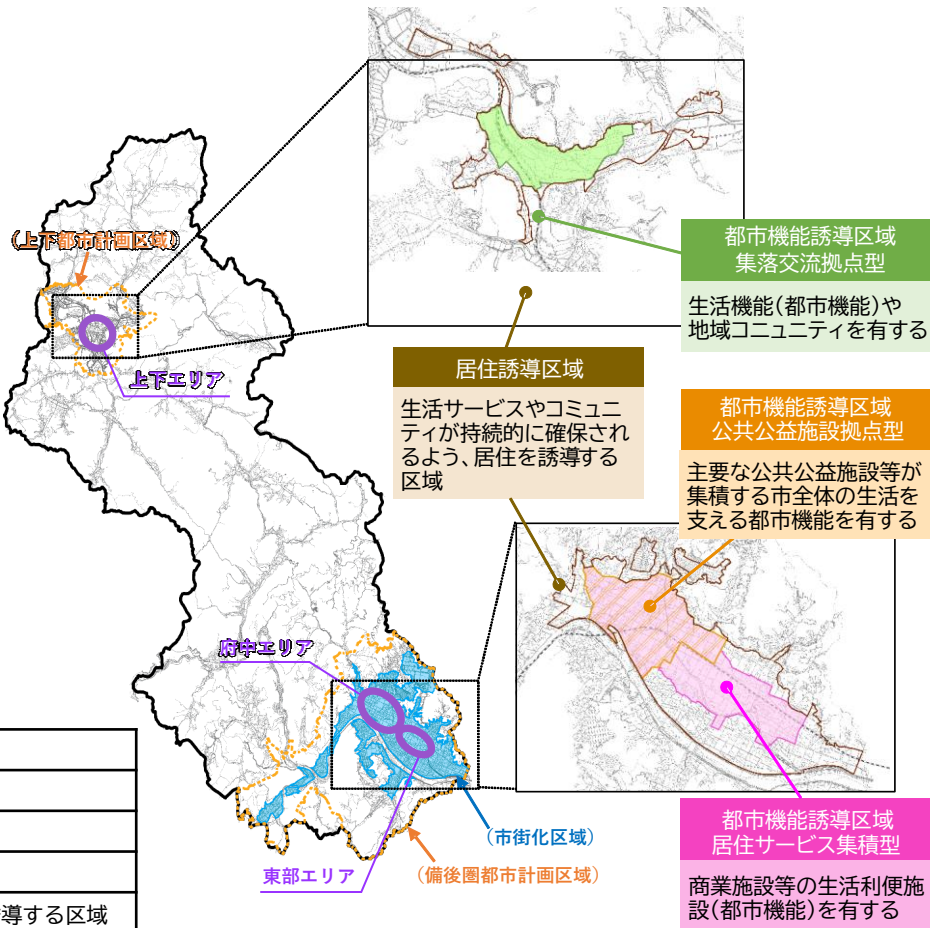 (上下都市計画区域)
上下エリア
都市機能誘導区域
集落交流拠点型
生活機能(都市機能)や
地域コニュニティを有する
居住誘導区域
生活サービスやコミュニ
ティが持続的に確保され
るよう、居住を誘導する
区域
都市機能誘導区域
公共公益施設拠点型
主要な公共公益施設等が
集積する市全体の生活を
支える都市機能を有する
府中エリア
東部エリア
(市街化区域)
(備後圏都市計画区域)
都市機能誘導区域
居住サービス集積型
商業施設等の生活利便施
設(都市機能)を有する
導する区域